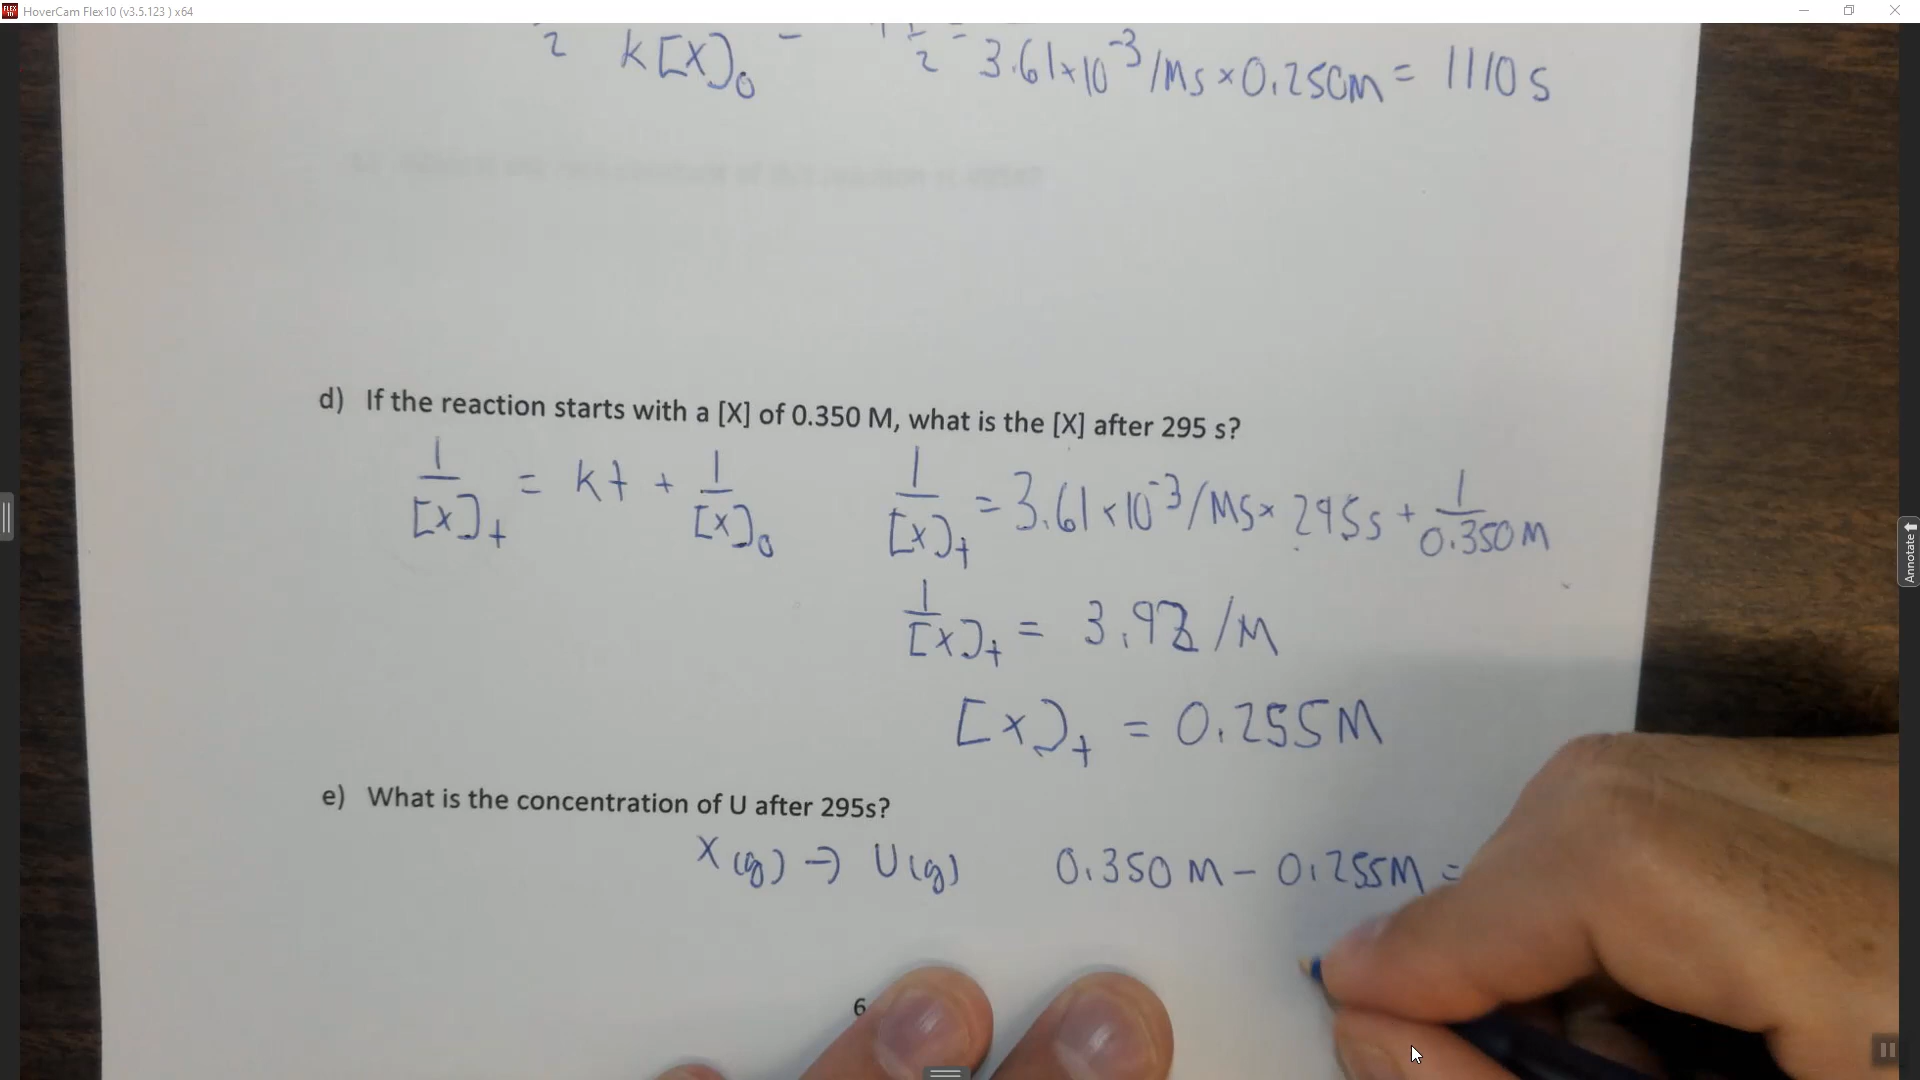 HoverCam Flex10 (v3.5.123 ) x64
2 k[X]₀ = 1/2 = 3.61×10⁻³/Ms × 0.250M = 1110 s
d) If the reaction starts with a [X] of 0.350 M, what is the [X] after 295 s?
1/[X]t = kt + 1/[X]₀ 1/[X]t = 3.61×10⁻³/Ms × 295s + 1/0.350M
1/[X]t = 3.92 /M
[X]t = 0.255M
e) What is the concentration of U after 295s?
X(g) → U(g) 0.350M - 0.255M =
6
Annotate